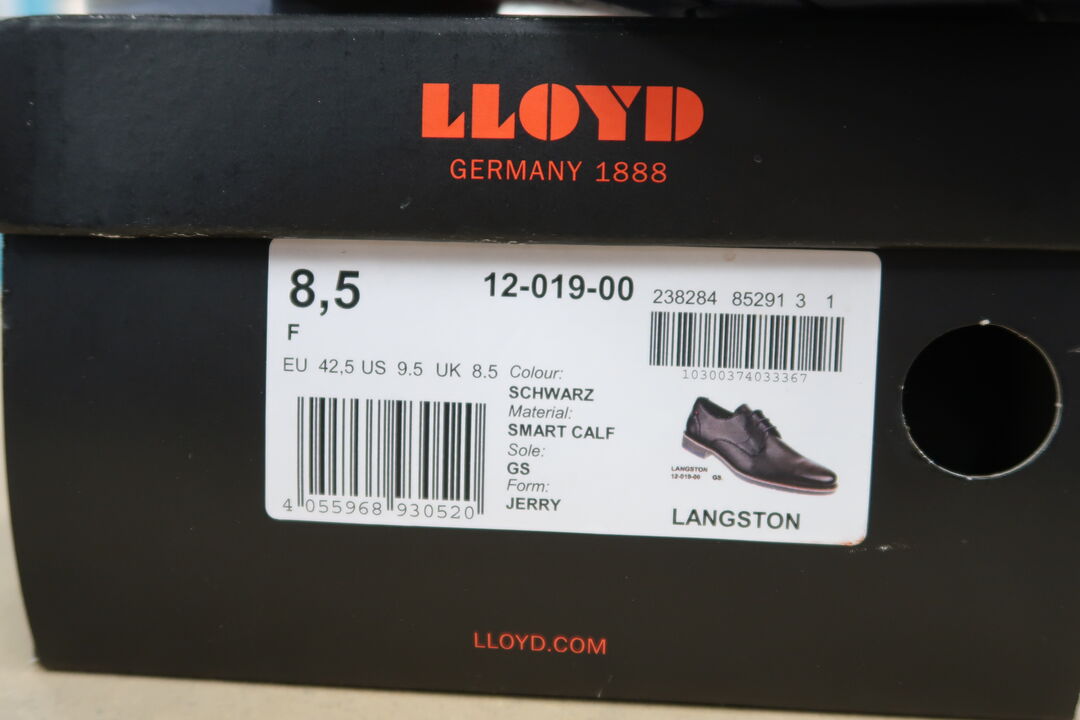 LLOYD
GERMANY 1888
8,5
12-019-00
238284 85291 3 1
F
10300374033367
EU 42,5 US 9.5 UK 8.5
Colour:
SCHWARZ
Material:
SMART CALF
Sole:
GS
Form:
JERRY
4 055968 930520
LANGSTON
12-019-00 GS.
LANGSTON
LLOYD.COM